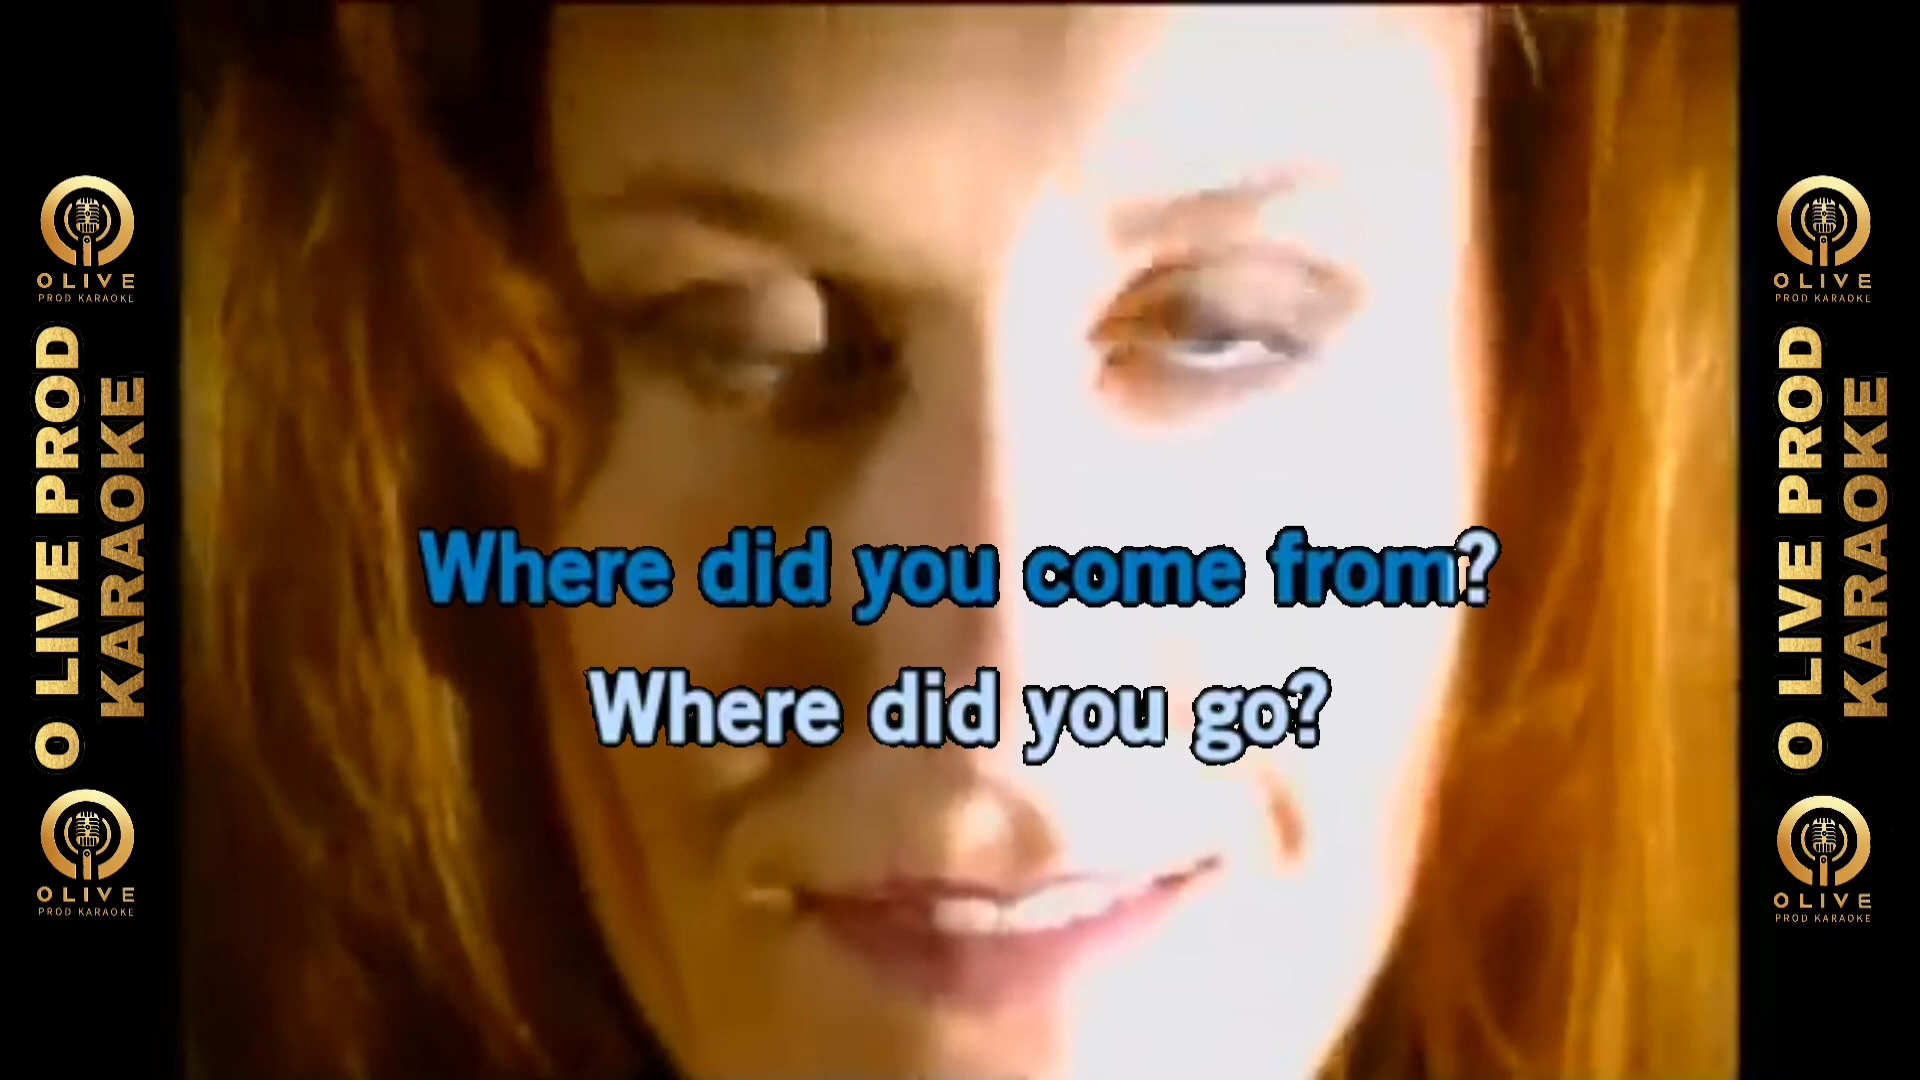 OLIVE
PROD KARAOKE
O LIVE PROD
KARAOKE
OLIVE
PROD KARAOKE
Where did you come from?
Where did you go?
OLIVE
PROD KARAOKE
O LIVE PROD
KARAOKE
OLIVE
PROD KARAOKE